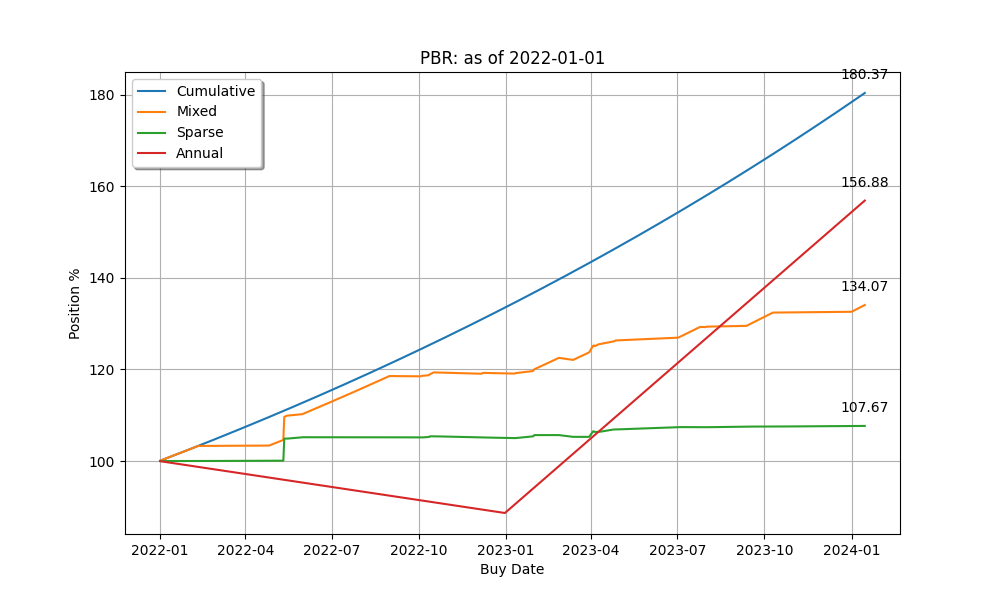 PBR: as of 2022-01-01
180.37
180
Cumulative
Mixed
Sparse
Annual
156.88
160
140
134.07
120
107.67
100
Position %
2022-01 2022-04 2022-07 2022-10 2023-01 2023-04 2023-07 2023-10 2024-01
Buy Date